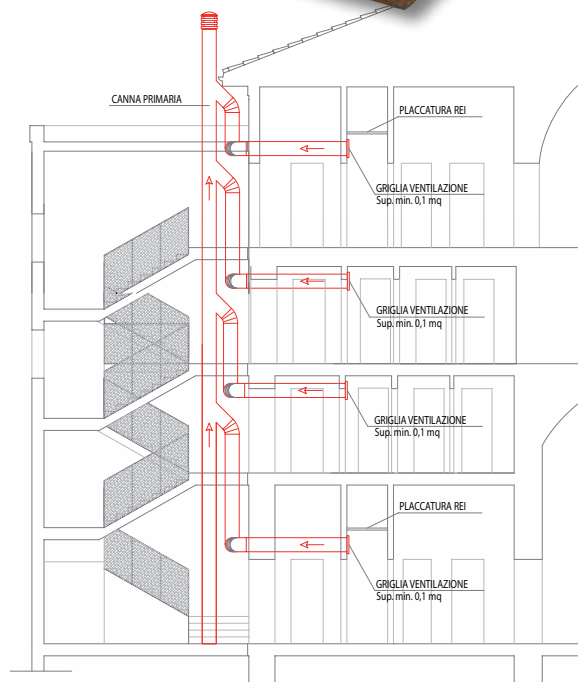 CANNA PRIMARIA
PLACCATURA REI
GRIGLIA VENTILAZIONE
Sup. min. 0,1 mq
GRIGLIA VENTILAZIONE
Sup. min. 0,1 mq
GRIGLIA VENTILAZIONE
Sup. min. 0,1 mq
PLACCATURA REI
GRIGLIA VENTILAZIONE
Sup. min. 0,1 mq